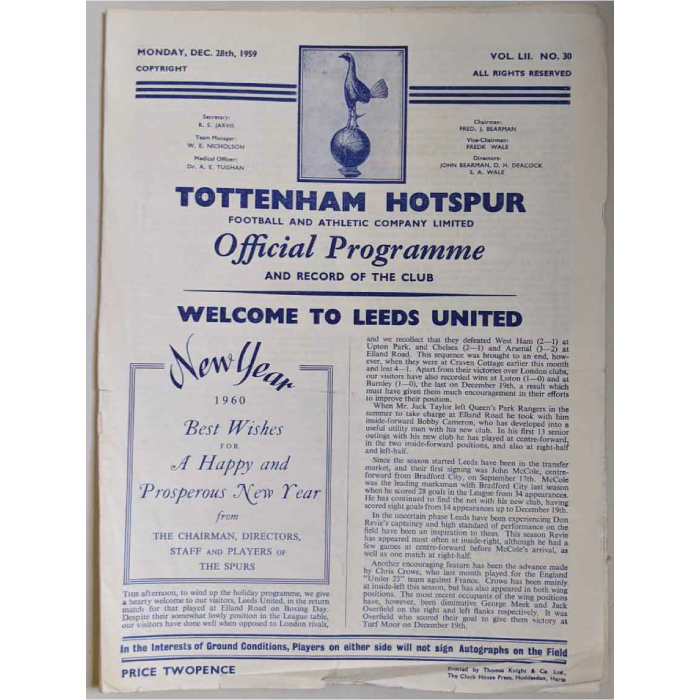 MONDAY, DEC. 28th, 1959
COPYRIGHT
VOL. LII. NO. 30
ALL RIGHTS RESERVED
Secretary:
R. S. JARVIS
Team Manager:
W. E. NICHOLSON
Medical Officer:
Dr. A. E. TUGHAN
Chairman:
FRED. J. BEARMAN
Vice-Chairman:
FREDK WALE
Directors:
JOHN BEARMAN, D. H. DEACOCK
S. A. WALE
TOTTENHAM HOTSPUR
FOOTBALL AND ATHLETIC COMPANY LIMITED
Official Programme
AND RECORD OF THE CLUB
WELCOME TO LEEDS UNITED
New Year
1960
Best Wishes
FOR
A Happy and
Prosperous New Year
from
THE CHAIRMAN, DIRECTORS,
STAFF AND PLAYERS OF
THE SPURS
THIS afternoon, to wind up the holiday programme, we give
a hearty welcome to our visitors, Leeds United, in the return
match for that played at Elland Road on Boxing Day.
Despite their somewhat lowly position in the League table,
our visitors have done well when opposed to London rivals,
and we recollect that they defeated West Ham (2—1) at
Upton Park, and Chelsea (2—1) and Arsenal (3—2) at
Elland Road. This sequence was brought to an end, how-
ever, when they were at Craven Cottage earlier this month
and lost 4—1. Apart from their victories over London clubs,
our visitors have also recorded wins at Luton (1—0) and at
Burnley (1—0), the last on December 19th, a result which
must have given them much encouragement in their efforts
to improve their position.
When Mr. Jack Taylor left Queen's Park Rangers in the
summer to take charge at Elland Road he took with him
inside-forward Bobby Cameron, who has developed into a
useful utility man with his new club. In his first 13 senior
outings with his new club he has played at centre-forward,
in the two inside-forward positions, and also at right-half
and left-half.
Since the season started Leeds have been in the transfer
market, and their first signing was John McCole, centre-
forward from Bradford City, on September 17th. McCole
was the leading marksman with Bradford City last season
when he scored 28 goals in the League from 34 appearances.
He has continued to find the net with his new club, having
scored eight goals from 14 appearances up to December 19th.
In the uncertain phase Leeds have been experiencing Don
Revie's captaincy and high standard of performance on the
field have been an inspiration to them. This season Revie
has appeared most often at inside-right, although he had a
few games at centre-forward before McCole's arrival, as
well as one match at right-half.
Another encouraging feature has been the advance made
by Chris Crowe, who last month played for the England
"Under 23" team against France. Crowe has been mainly
at inside-left this season, but has also appeared in both wing
positions. The most recent occupants of the wing positions
have, however, been diminutive George Meek and Jack
Overfield on the right and left flanks respectively. It was
Overfield who scored their goal to give them victory at
Turf Moor on December 19th.
In the Interests of Ground Conditions, Players on either side will not sign Autographs on the Field
PRICE TWOPENCE
Printed by Thomas Knight & Co. Ltd.,
The Clock House Press, Hoddesdon, Herts